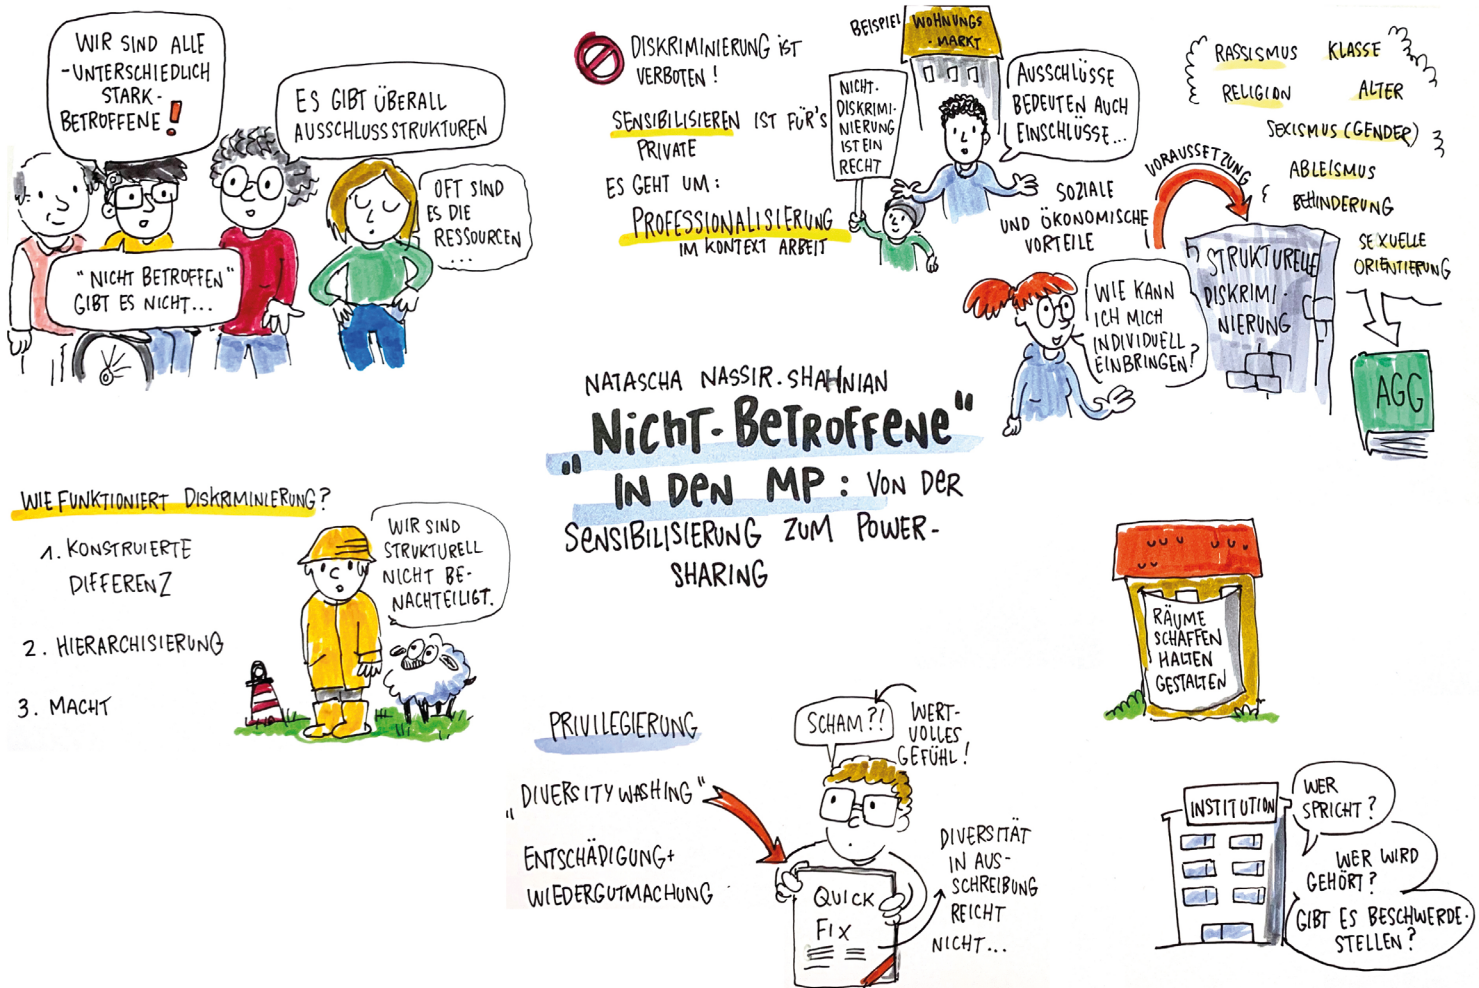 WIR SIND ALLE
-UNTERSCHIEDLICH
STARK-
BETROFFENE!
ES GIBT ÜBERALL
AUSSCHLUSSSTRUKTUREN
OFT SIND
ES DIE
RESSOURCEN
...
"NICHT BETROFFEN"
GIBT ES NICHT...
DISKRIMINIERUNG IST
VERBOTEN!
SENSIBILISIEREN IST FÜR'S
PRIVATE
ES GEHT UM:
PROFESSIONALISIERUNG
IM KONTEXT ARBEIT
BEISPIEL
WOHNUNGS
-MARKT
NICHT-
DISKRIMI-
NIERUNG
IST EIN
RECHT
AUSSCHLÜSSE
BEDEUTEN AUCH
EINSCHLÜSSE...
SOZIALE
UND ÖKONOMISCHE
VORTEILE
VORAUSSETZUNG
RASSISMUS KLASSE
RELIGION ALTER
SEXISMUS (GENDER)
ABLEISMUS
BEHINDERUNG
SEXUELLE
ORIENTIERUNG
STRUKTURELLE
DISKRIMI-
NIERUNG
WIE KANN
ICH MICH
INDIVIDUELL
EINBRINGEN?
AGG
NATASCHA NASSIR-SHAHNIAN
„NICHT-BETROFFENE“
IN DEN MP: VON DER
SENSIBILISIERUNG ZUM POWER-
SHARING
WIE FUNKTIONIERT DISKRIMINIERUNG?
1. KONSTRUIERTE
DIFFERENZ
2. HIERARCHISIERUNG
3. MACHT
WIR SIND
STRUKTURELL
NICHT BE-
NACHTEILIGT.
PRIVILEGIERUNG
„DIVERSITYWASHING“
ENTSCHÄDIGUNG+
WIEDERGUTMACHUNG
SCHAM?!
WERT-
VOLLES
GEFÜHL!
QUICK
FIX
DIVERSITÄT
IN AUS-
SCHREIBUNG
REICHT
NICHT...
RÄUME
SCHAFFEN
HALTEN
GESTALTEN
INSTITUTION
WER
SPRICHT?
WER WIRD
GEHÖRT?
GIBT ES BESCHWERDE-
STELLEN?